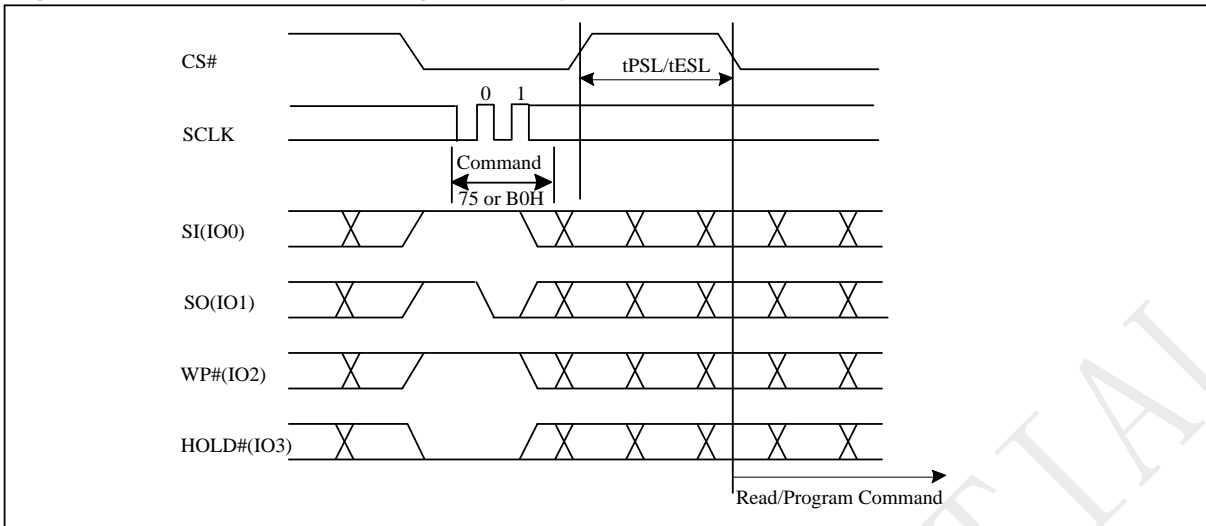 CS#
tPSL/tESL
0 1
SCLK
Command
75 or B0H
SI(IO0)
SO(IO1)
WP#(IO2)
HOLD#(IO3)
Read/Program Command
TIAL